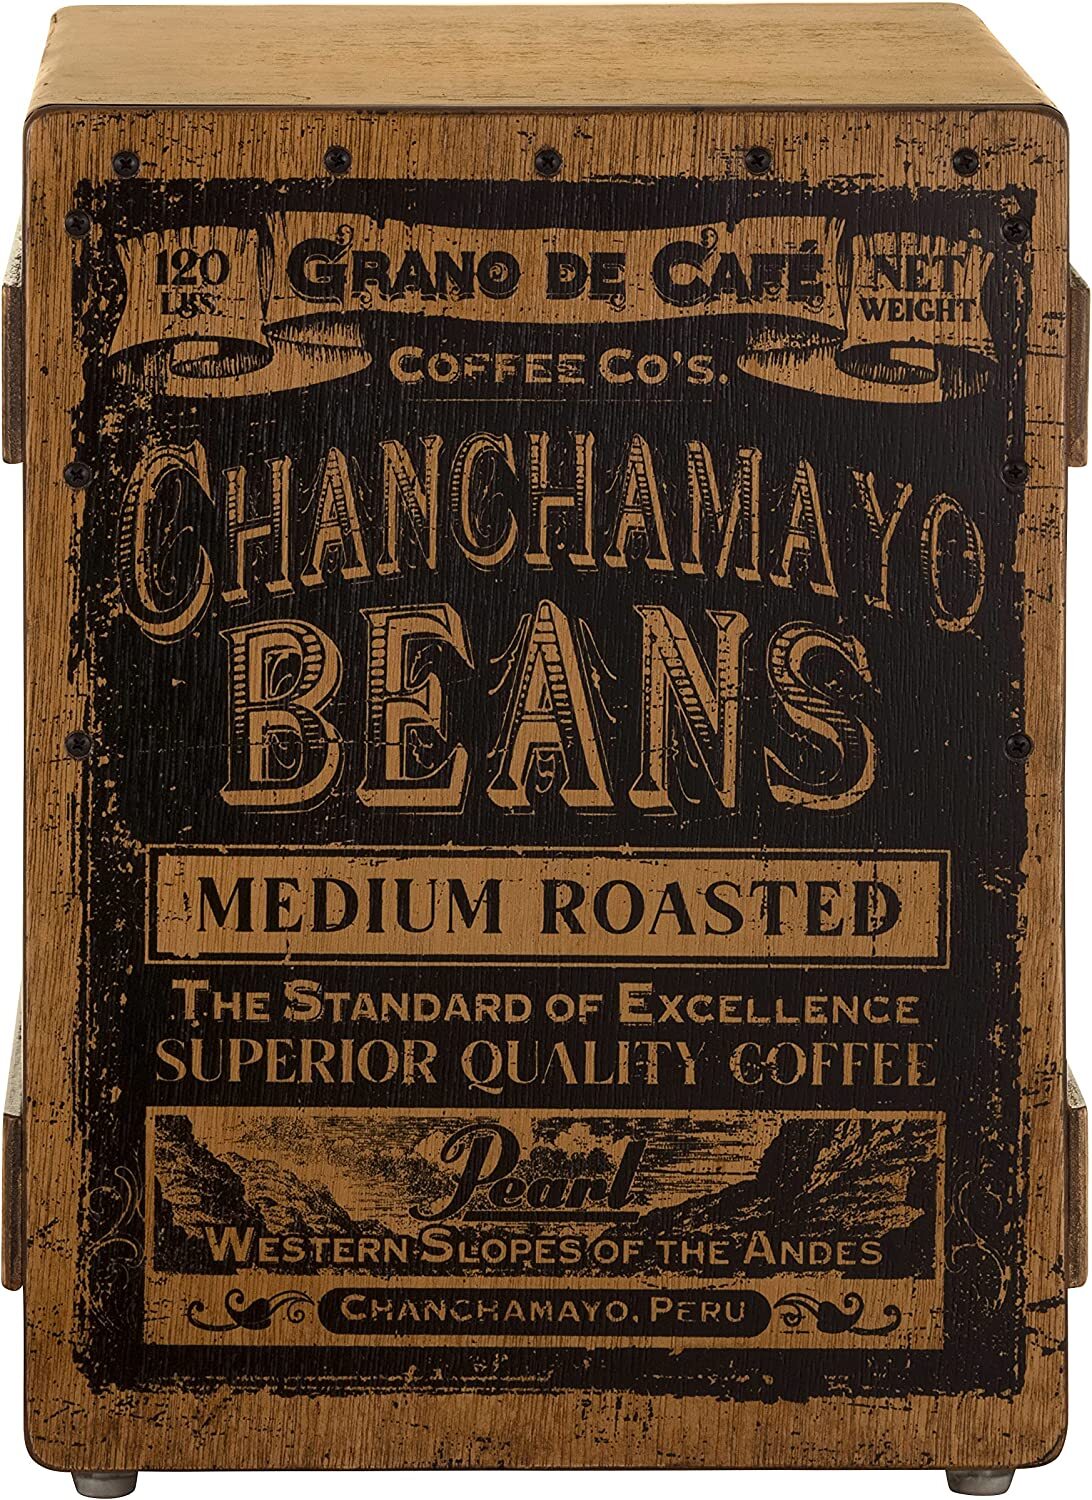 120 LBS.
GRANO DE CAFÉ
NET WEIGHT
COFFEE CO'S.
CHANCHAMAYO
BEANS
MEDIUM ROASTED
THE STANDARD OF EXCELLENCE
SUPERIOR QUALITY COFFEE
Pearl
WESTERN SLOPES OF THE ANDES
CHANCHAMAYO, PERU